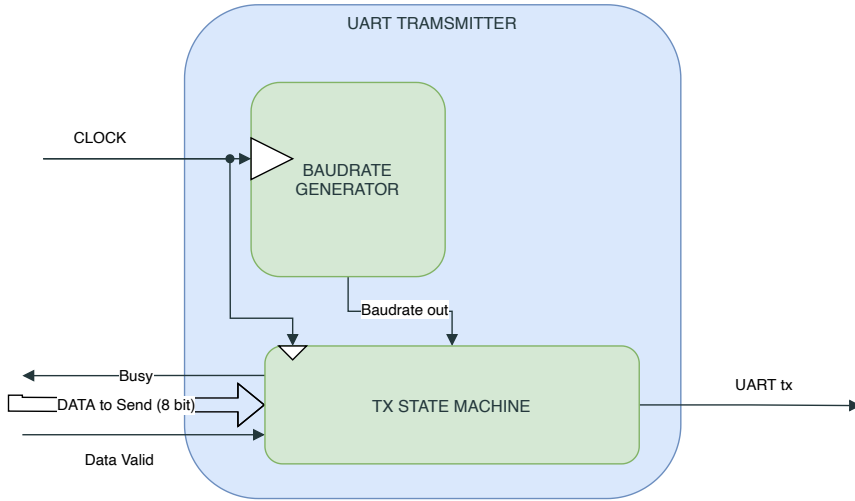 UART TRAMSMITTER
CLOCK
BAUDRATE
GENERATOR
Baudrate out
Busy
DATA to Send (8 bit)
TX STATE MACHINE
UART tx
Data Valid